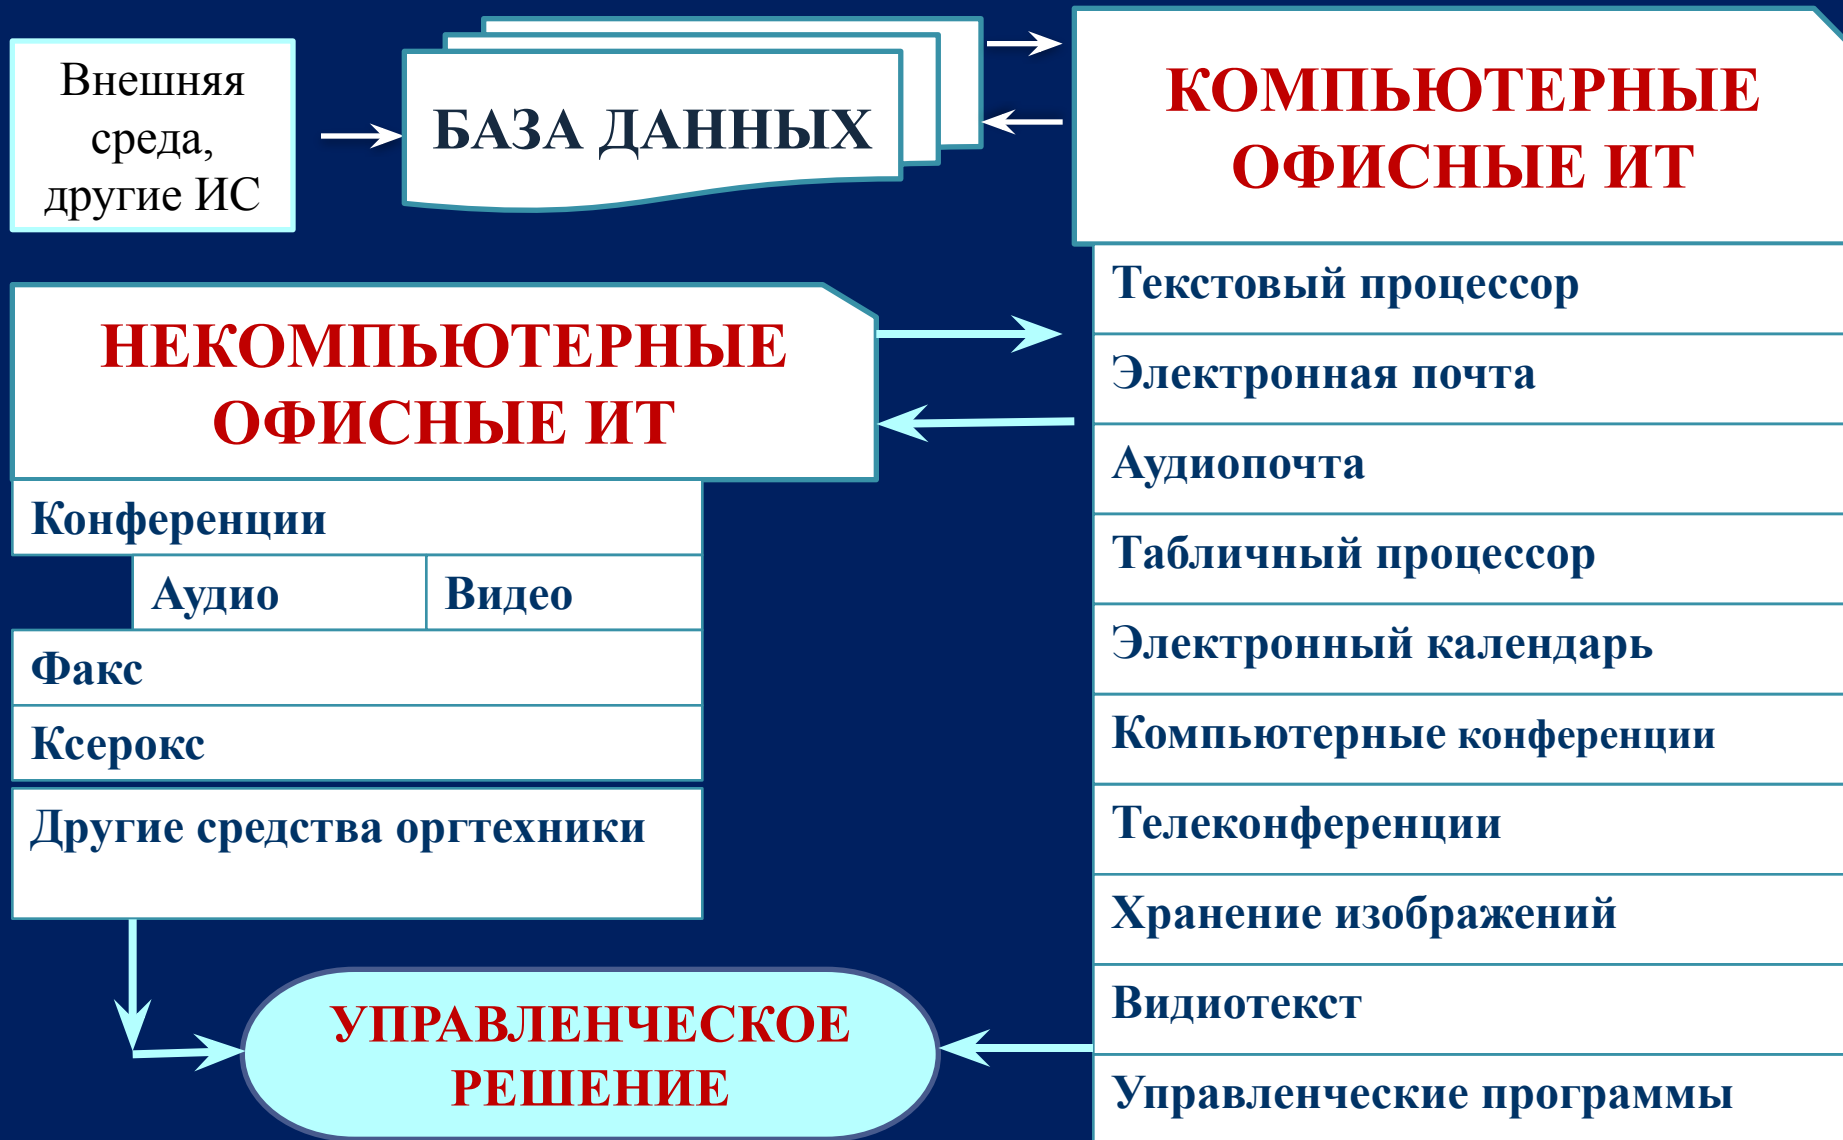 Внешняя
среда,
другие ИС
БАЗА ДАННЫХ
КОМПЬЮТЕРНЫЕ
ОФИСНЫЕ ИТ
Текстовый процессор
Электронная почта
Аудиопочта
Табличный процессор
Электронный календарь
Компьютерные конференции
Телеконференции
Хранение изображений
Видиотекст
Управленческие программы
НЕКОМПЬЮТЕРНЫЕ
ОФИСНЫЕ ИТ
Конференции
Аудио Видео
Факс
Ксерокс
Другие средства оргтехники
УПРАВЛЕНЧЕСКОЕ
РЕШЕНИЕ